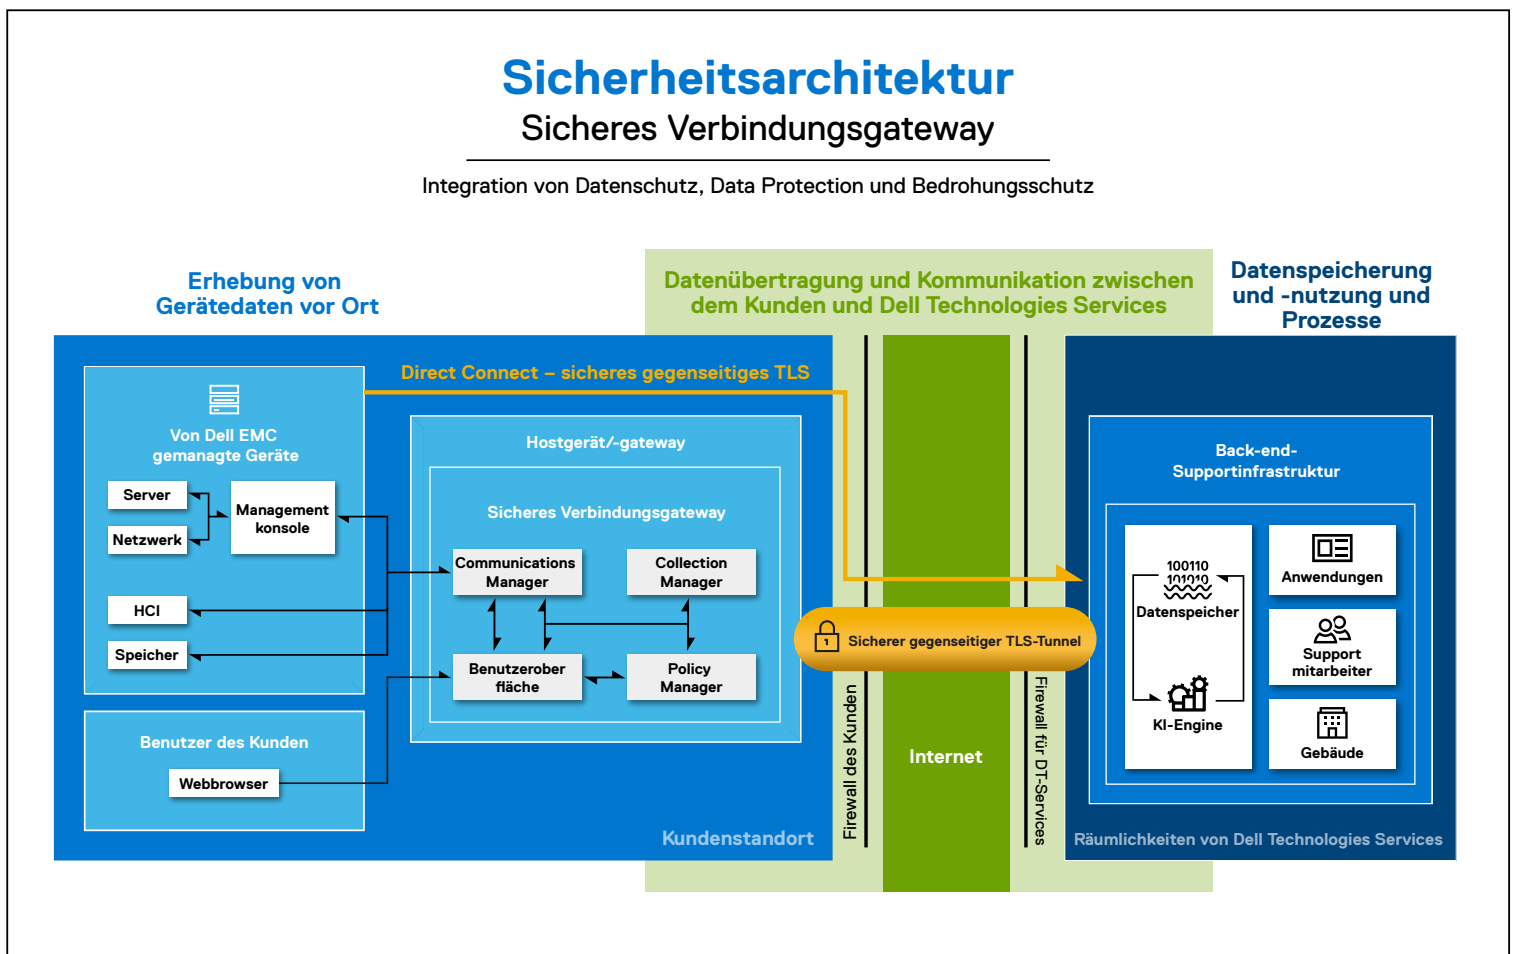 Sicherheitsarchitektur
Sicheres Verbindungsgateway
Integration von Datenschutz, Data Protection und Bedrohungsschutz
Erhebung von
Gerätedaten vor Ort
Datenübertragung und Kommunikation zwischen
dem Kunden und Dell Technologies Services
Datenspeicherung
und -nutzung und
Prozesse
Direct Connect – sicheres gegenseitiges TLS
Von Dell EMC
gemanagte Geräte
Server
Netzwerk
Management
konsole
HCI
Speicher
Benutzer des Kunden
Webbrowser
Hostgerät/-gateway
Sicheres Verbindungsgateway
Communications
Manager
Collection
Manager
Benutzerober
fläche
Policy
Manager
Kundenstandort
1
Sicherer gegenseitiger TLS-Tunnel
Firewall des Kunden
Internet
Firewall für DT-Services
Back-end-
Supportinfrastruktur
100110
101010
Datenspeicher
KI-Engine
Anwendungen
Support
mitarbeiter
Gebäude
Räumlichkeiten von Dell Technologies Services